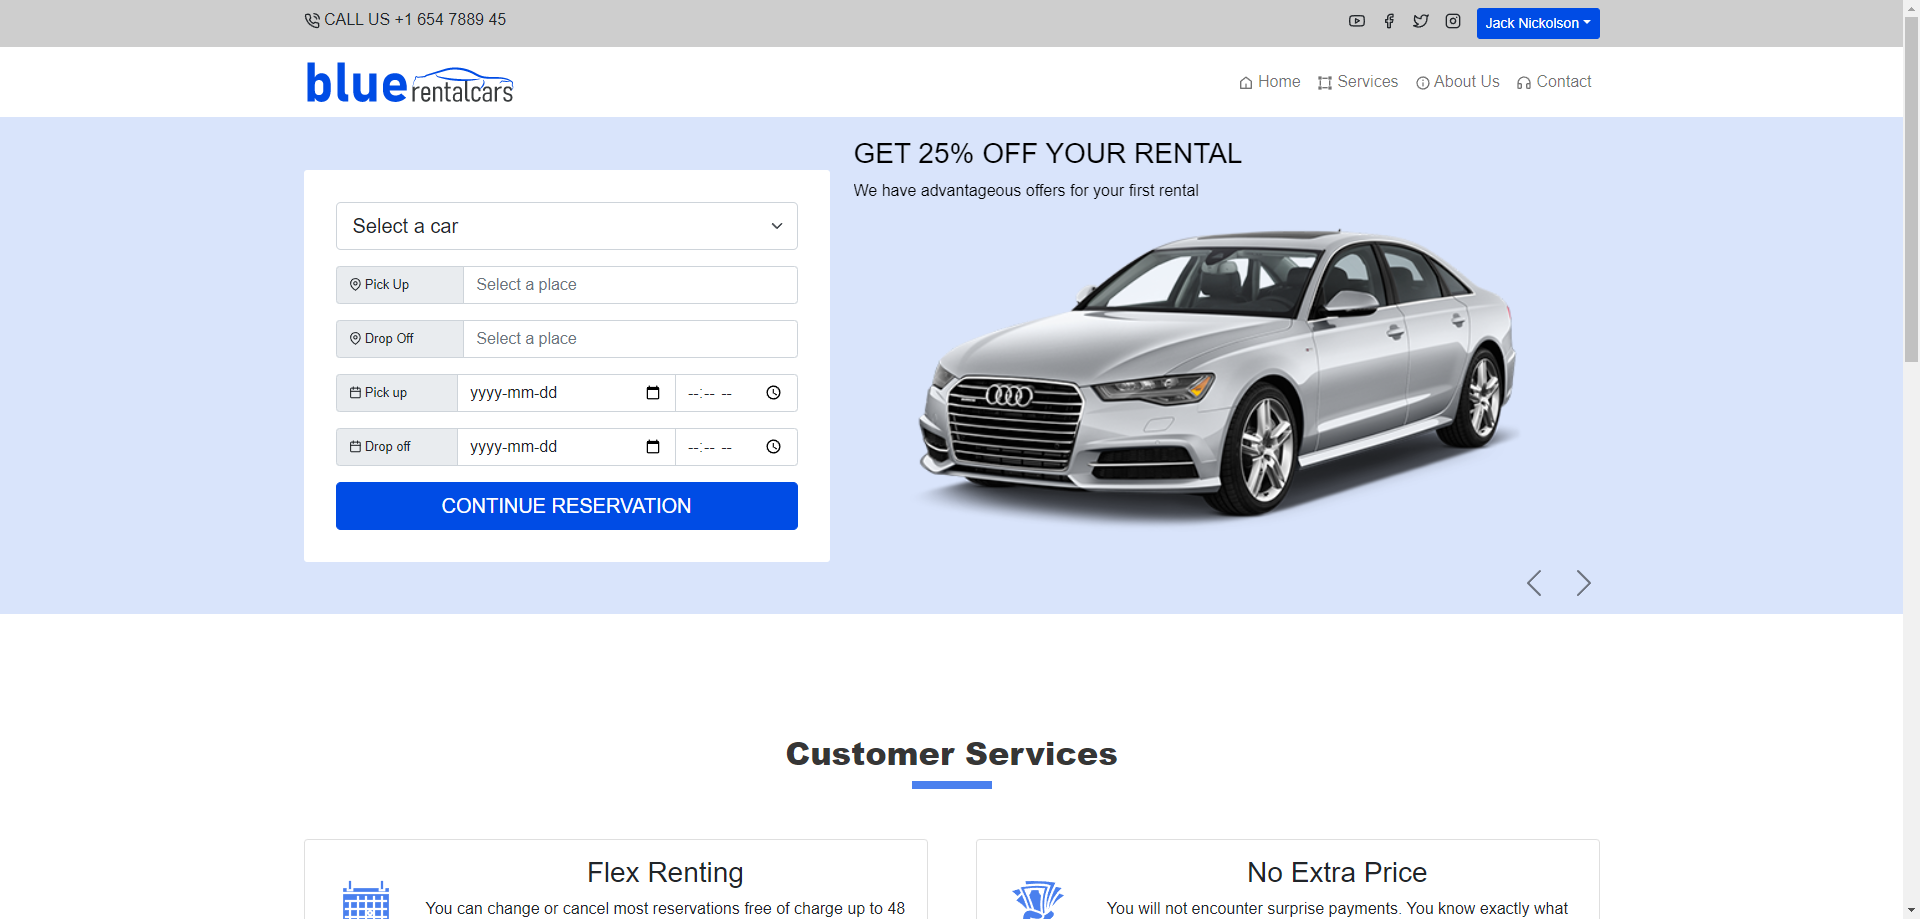 CALL US +1 654 7889 45
Jack Nickolson
blue rentalcars
Home
Services
About Us
Contact
GET 25% OFF YOUR RENTAL
We have advantageous offers for your first rental
Select a car
Pick Up
Select a place
Drop Off
Select a place
Pick up
yyyy-mm-dd
--:-- --
Drop off
yyyy-mm-dd
--:-- --
CONTINUE RESERVATION
Customer Services
Flex Renting
You can change or cancel most reservations free of charge up to 48
No Extra Price
You will not encounter surprise payments. You know exactly what